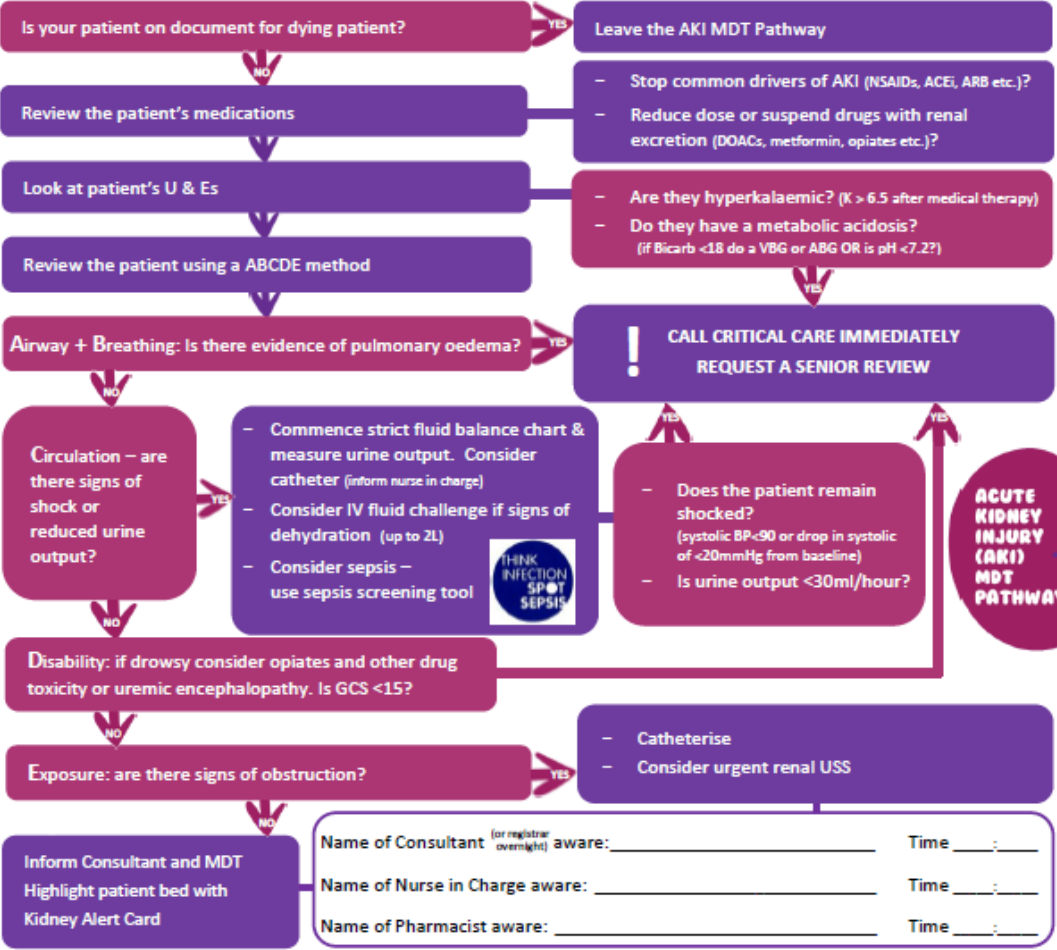 Is your patient on document for dying patient?
YES
Leave the AKI MDT Pathway
NO
Review the patient's medications
– Stop common drivers of AKI (NSAIDs, ACEi, ARB etc.)?
– Reduce dose or suspend drugs with renal
excretion (DOACs, metformin, opiates etc.)?
Look at patient's U & Es
– Are they hyperkalaemic? (K > 6.5 after medical therapy)
– Do they have a metabolic acidosis?
(if Bicarb <18 do a VBG or ABG OR is pH <7.2?)
Review the patient using a ABCDE method
YES
Airway + Breathing: Is there evidence of pulmonary oedema?
YES
! CALL CRITICAL CARE IMMEDIATELY
REQUEST A SENIOR REVIEW
NO
Circulation – are
there signs of
shock or
reduced urine
output?
YES
– Commence strict fluid balance chart &
measure urine output. Consider
catheter (inform nurse in charge)
– Consider IV fluid challenge if signs of
dehydration (up to 2L)
– Consider sepsis –
use sepsis screening tool
THINK
INFECTION
SPOT
SEPSIS
YES
– Does the patient remain
shocked?
(systolic BP<90 or drop in systolic
of <20mmHg from baseline)
– Is urine output <30ml/hour?
YES
ACUTE
KIDNEY
INJURY
(AKI)
MDT
PATHWAY
NO
Disability: if drowsy consider opiates and other drug
toxicity or uremic encephalopathy. Is GCS <15?
NO
Exposure: are there signs of obstruction?
YES
– Catheterise
– Consider urgent renal USS
NO
Inform Consultant and MDT
Highlight patient bed with
Kidney Alert Card
Name of Consultant (or registrar overnight) aware:____ Time ____:____
Name of Nurse in Charge aware: ____ Time ____:____
Name of Pharmacist aware: ____ Time ____:____